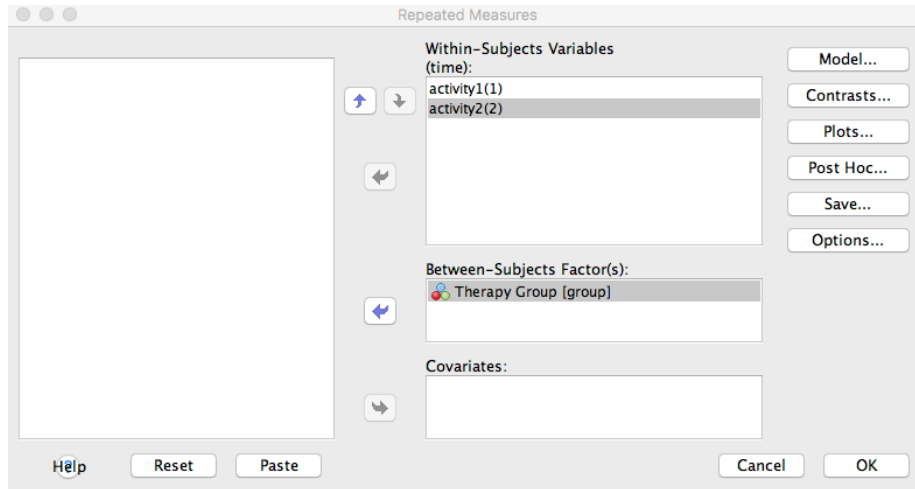 Repeated Measures
Within-Subjects Variables
(time):
activity1(1)
activity2(2)
Between-Subjects Factor(s):
Therapy Group [group]
Covariates:
Model...
Contrasts...
Plots...
Post Hoc...
Save...
Options...
Help
Reset
Paste
Cancel
OK